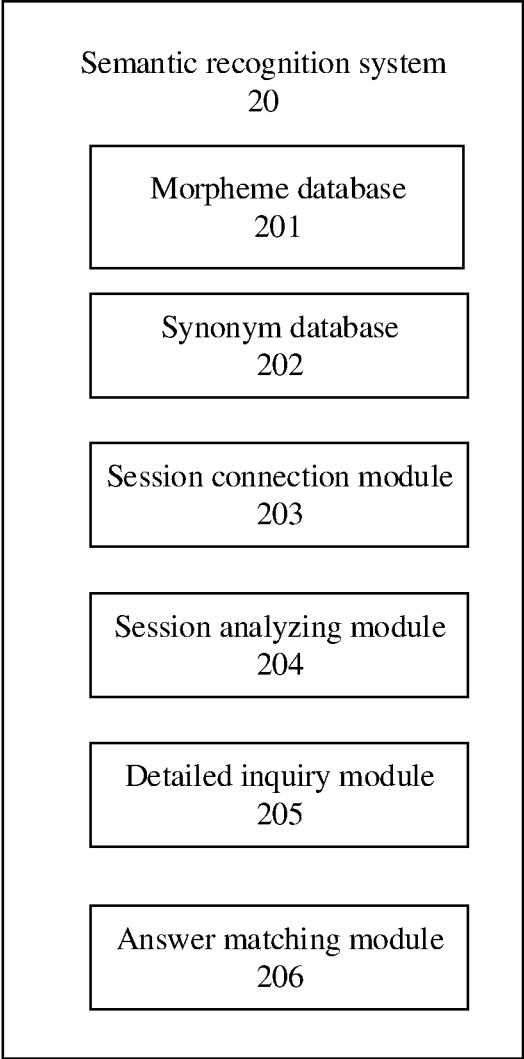 Semantic recognition system
20
Morpheme database
201
Synonym database
202
Session connection module
203
Session analyzing module
204
Detailed inquiry module
205
Answer matching module
206